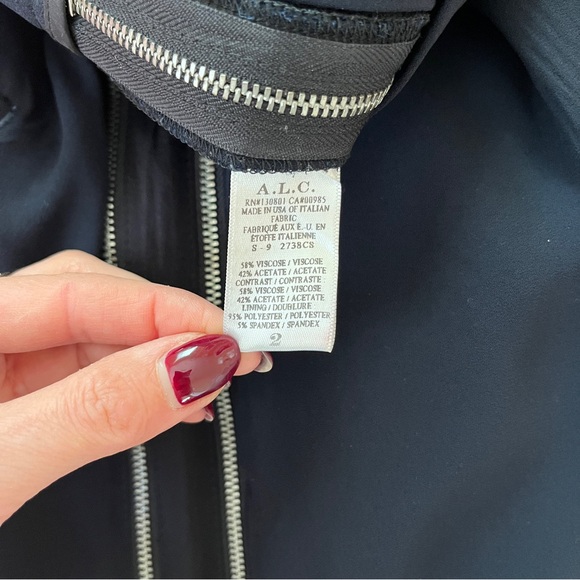 A.L.C.
RN#130801 CA#00985
MADE IN USA OF ITALIAN
FABRIC
FABRIQUÉ AUX É.-U. EN
ÉTOFFE ITALIENNE
S - 9 2738CS
58% VISCOSE / VISCOSE
42% ACETATE / ACETATE
CONTRAST / CONTRASTE
58% VISCOSE / VISCOSE
42% ACETATE / ACETATE
LINING / DOUBLURE
95% POLYESTER / POLYESTER
5% SPANDEX / SPANDEX
2